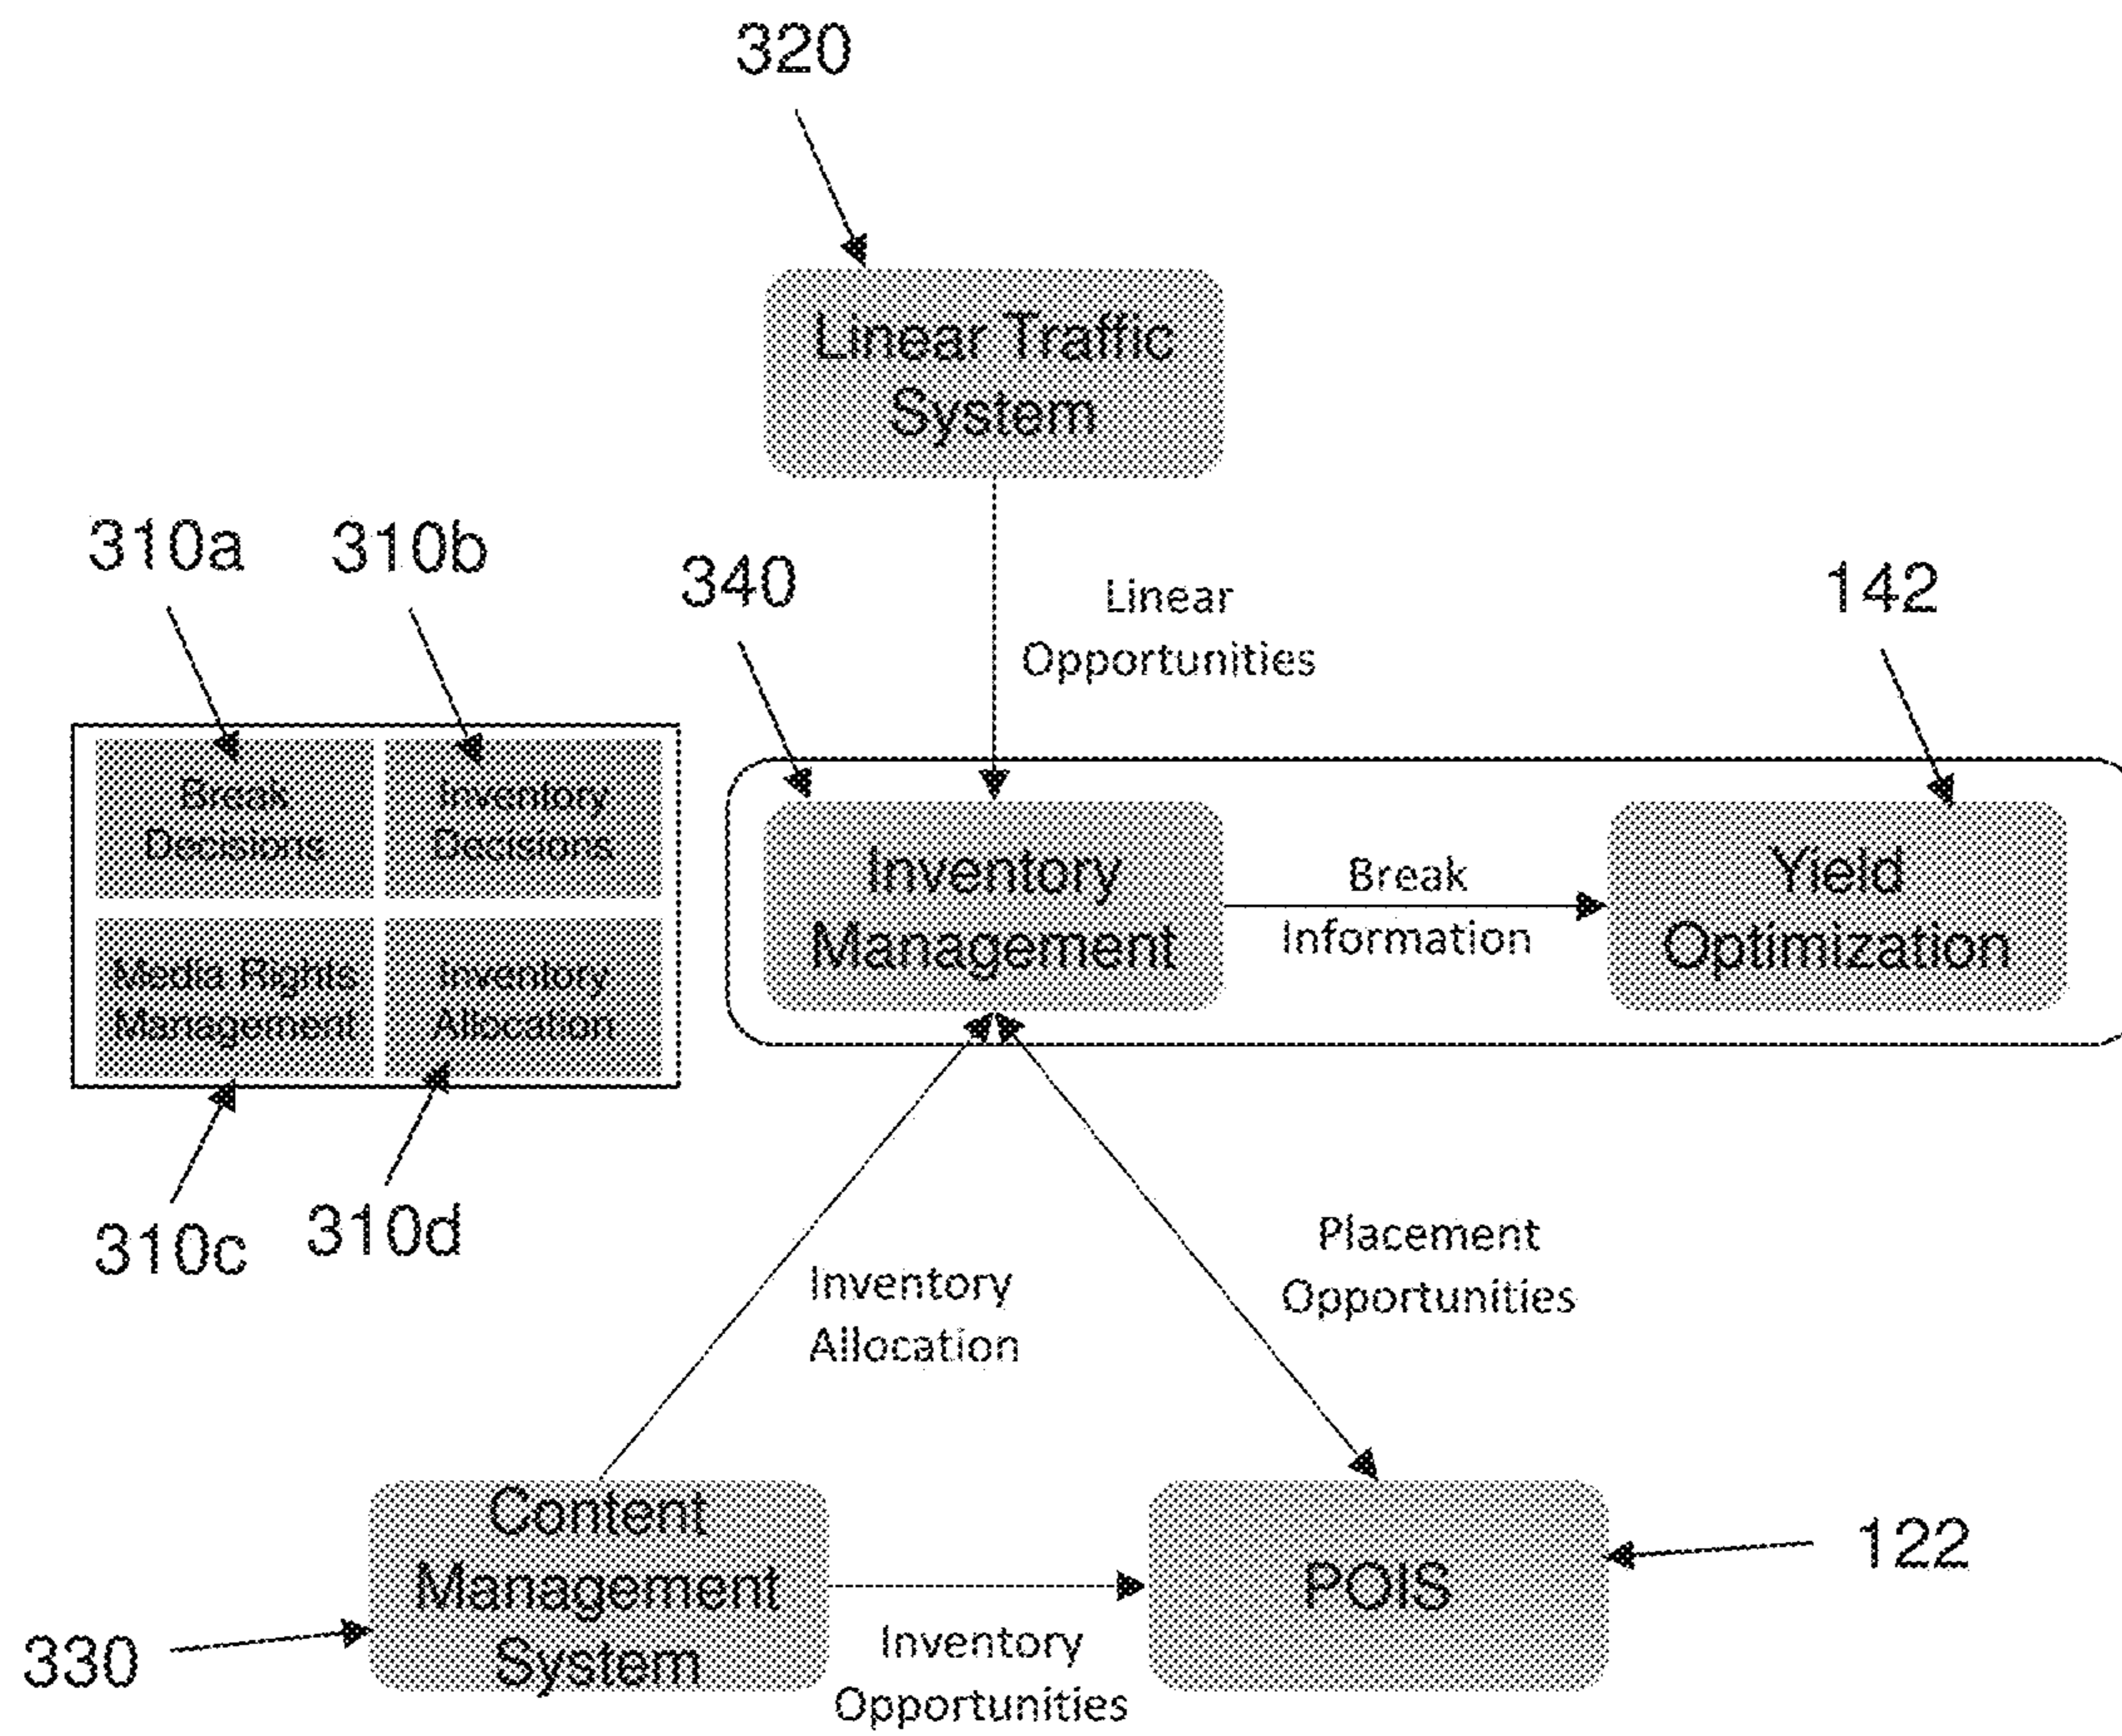 320
Linear Traffic
System
310a
310b
340
Linear
Opportunities
142
Break
Decisions
Inventory
Decisions
Media Rights
Management
Inventory
Allocation
Inventory
Management
Break
Information
Yield
Optimization
310c
310d
Inventory
Allocation
Placement
Opportunities
Content
Management
System
330
Inventory
Opportunities
POIS
122